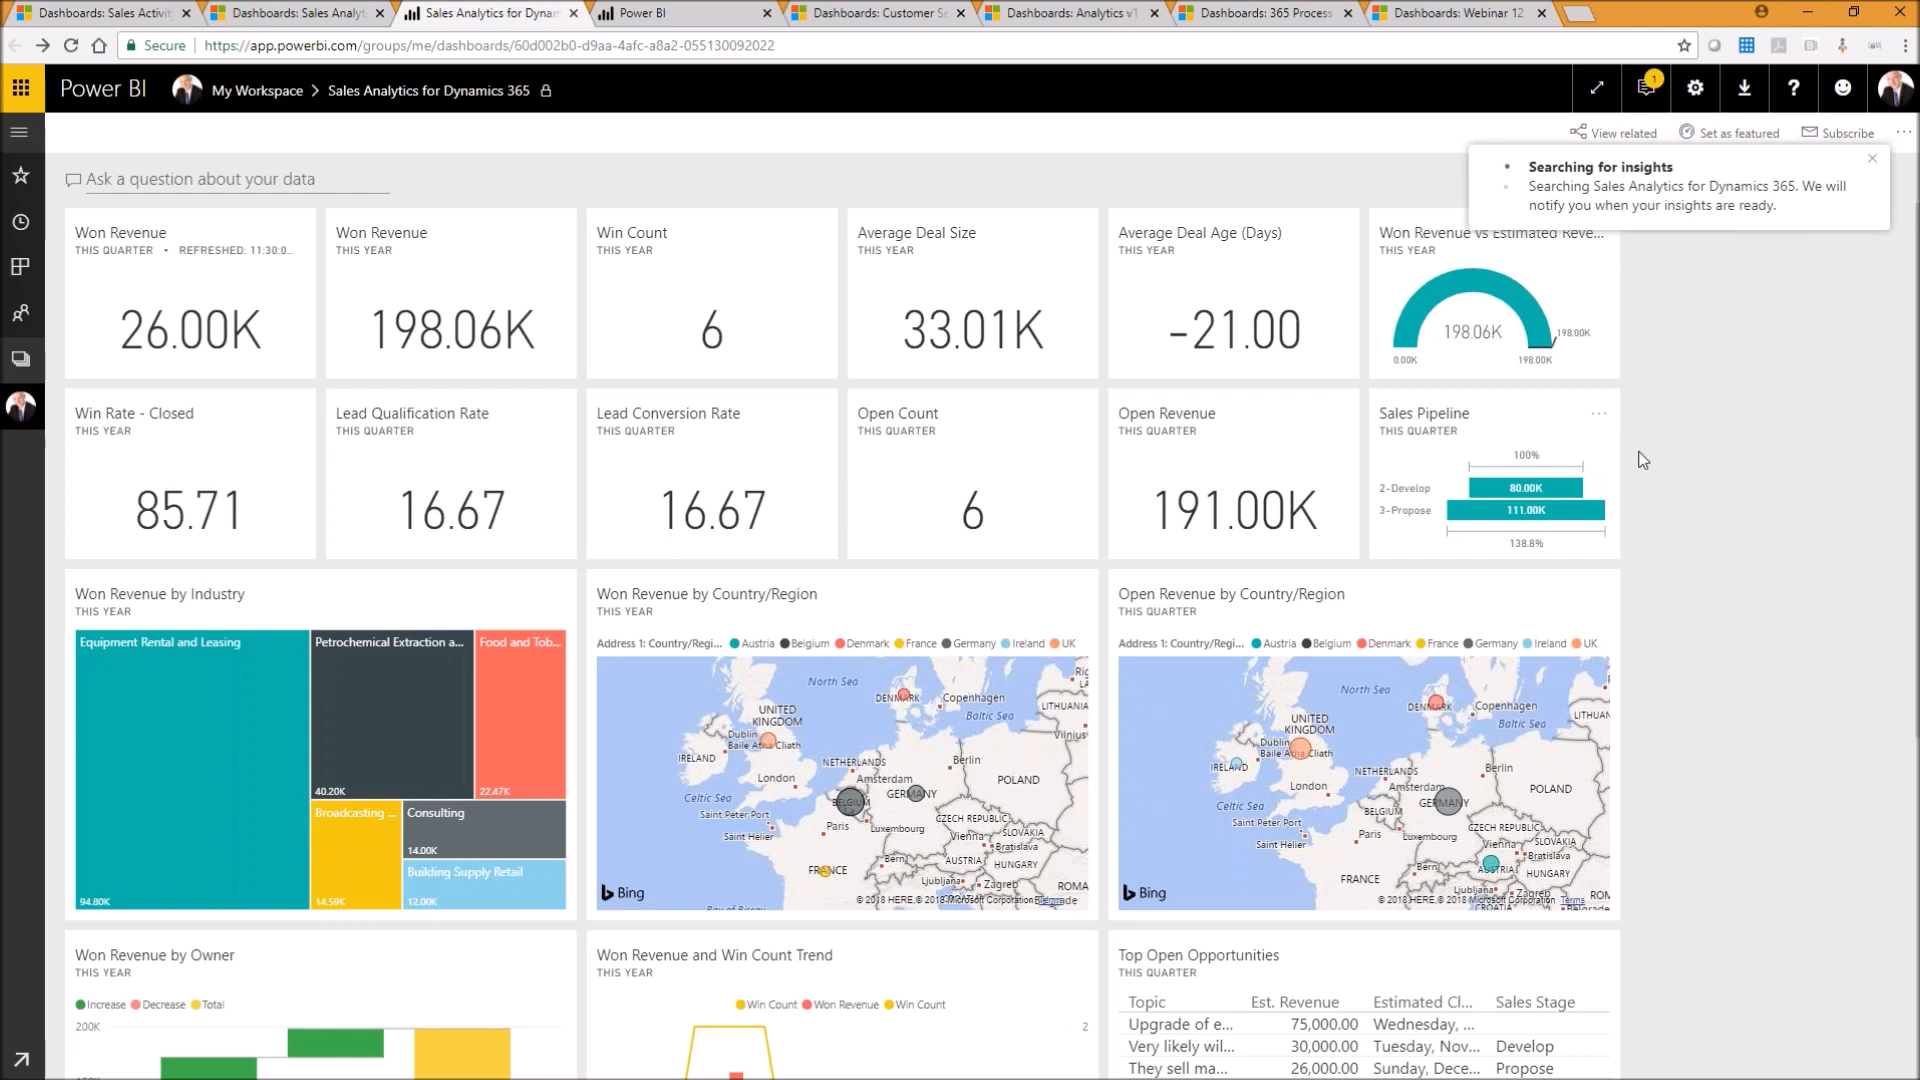 Dashboards: Sales Activit
Dashboards: Sales Analyt
Sales Analytics for Dynam
Power BI
Dashboards: Customer Se
Dashboards: Analytics v1
Dashboards: 365 Process
Dashboards: Webinar 12
Secure https://app.powerbi.com/groups/me/dashboards/60d002b0-d9aa-4afc-a8a2-055130092022
Power BI My Workspace > Sales Analytics for Dynamics 365 1 ?
View related Set as featured Subscribe ...
Searching for insights
Searching Sales Analytics for Dynamics 365. We will
notify you when your insights are ready.
Ask a question about your data
Won Revenue
THIS QUARTER • REFRESHED: 11:30:0...
26.00K
Won Revenue
THIS YEAR
198.06K
Win Count
THIS YEAR
6
Average Deal Size
THIS YEAR
33.01K
Average Deal Age (Days)
THIS YEAR
-21.00
Won Revenue vs Estimated Reve...
THIS YEAR
198.06K
198.00K
0.00K
198.00K
Win Rate - Closed
THIS YEAR
85.71
Lead Qualification Rate
THIS QUARTER
16.67
Lead Conversion Rate
THIS QUARTER
16.67
Open Count
THIS QUARTER
6
Open Revenue
THIS QUARTER
191.00K
Sales Pipeline ...
THIS QUARTER
100%
2-Develop 80.00K
3-Propose 111.00K
138.8%
Won Revenue by Industry
THIS YEAR
Equipment Rental and Leasing
94.80K
Petrochemical Extraction a...
40.20K
Food and Tob...
22.47K
Broadcasting ...
14.59K
Consulting
14.00K
Building Supply Retail
12.00K
Won Revenue by Country/Region
THIS YEAR
Address 1: Country/Regi... Austria Belgium Denmark France Germany Ireland UK
North Sea
DENMARK
Copenhagen
Baltic Sea
LITHUANIA
Vilnius
UNITED
KINGDOM
Dublin
Baile Atha Cliath
IRELAND
NETHERLANDS
Berlin
London
Amsterdam
POLAND
Celtic Sea
BELGIUM
GERMANY
Saint Peter Port
Paris
Luxembourg
CZECH REPUBLIC
Saint Helier
Vienna
SLOVAKIA
Bratislava
Bern
AUSTRIA
HUNGARY
FRANCE
Ljubljana
Zagreb
ROMA
Bing
© 2018 HERE, © 2018 Microsoft Corporation
Open Revenue by Country/Region
THIS QUARTER
Address 1: Country/Regi... Austria Belgium Denmark France Germany Ireland UK
North Sea
DENMARK
Copenhagen
Baltic Sea
LITHUAN
UNITED
KINGDOM
Dublin
Baile Atha Cliath
IRELAND
NETHERLANDS
Berlin
London
Amsterdam
POLAND
Celtic Sea
BELGIUM
GERMANY
Saint Peter Port
Paris
Luxembourg
CZECH REPUBLIC
Saint Helier
Vienna
SLOVAKIA
Bratislava
Bern
AUSTRIA
HUNGARY
FRANCE
Ljubljana
Zagreb
ROM
CROATIA
Bing
© 2018 HERE, © 2018 Microsoft Corporation Terms
Belgrade
Won Revenue by Owner
THIS YEAR
Increase Decrease Total
200K
Won Revenue and Win Count Trend
THIS YEAR
Win Count Won Revenue Win Count
2
Top Open Opportunities
THIS QUARTER
Topic Est. Revenue Estimated Cl... Sales Stage
Upgrade of e... 75,000.00 Wednesday, ...
Very likely wil... 30,000.00 Tuesday, Nov... Develop
They sell ma... 26,000.00 Sunday, Dece... Propose